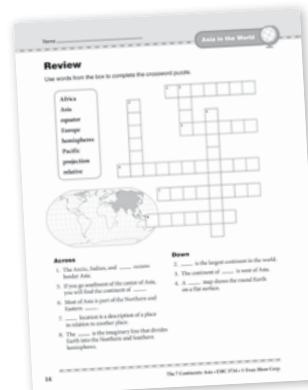 Name
Asia in the World
Review
Use words from the box to complete the crossword puzzle.
Africa
Asia
equator
Europe
hemispheres
Pacific
projection
relative
Across
1. The Arctic, Indian, and ____ oceans
border Asia.
5. If you go southwest of the center of Asia,
you will find the continent of ____.
6. Most of Asia is part of the Northern and
Eastern ____.
7. ____ location is a description of a place
in relation to another place.
8. The ____ is the imaginary line that divides
Earth into the Northern and Southern
hemispheres.
Down
2. ____ is the largest continent in the world.
3. The continent of ____ is west of Asia.
4. A ____ map shows the round Earth
on a flat surface.
14
The 7 Continents: Asia • EMC 3734 • © Evan-Moor Corp.